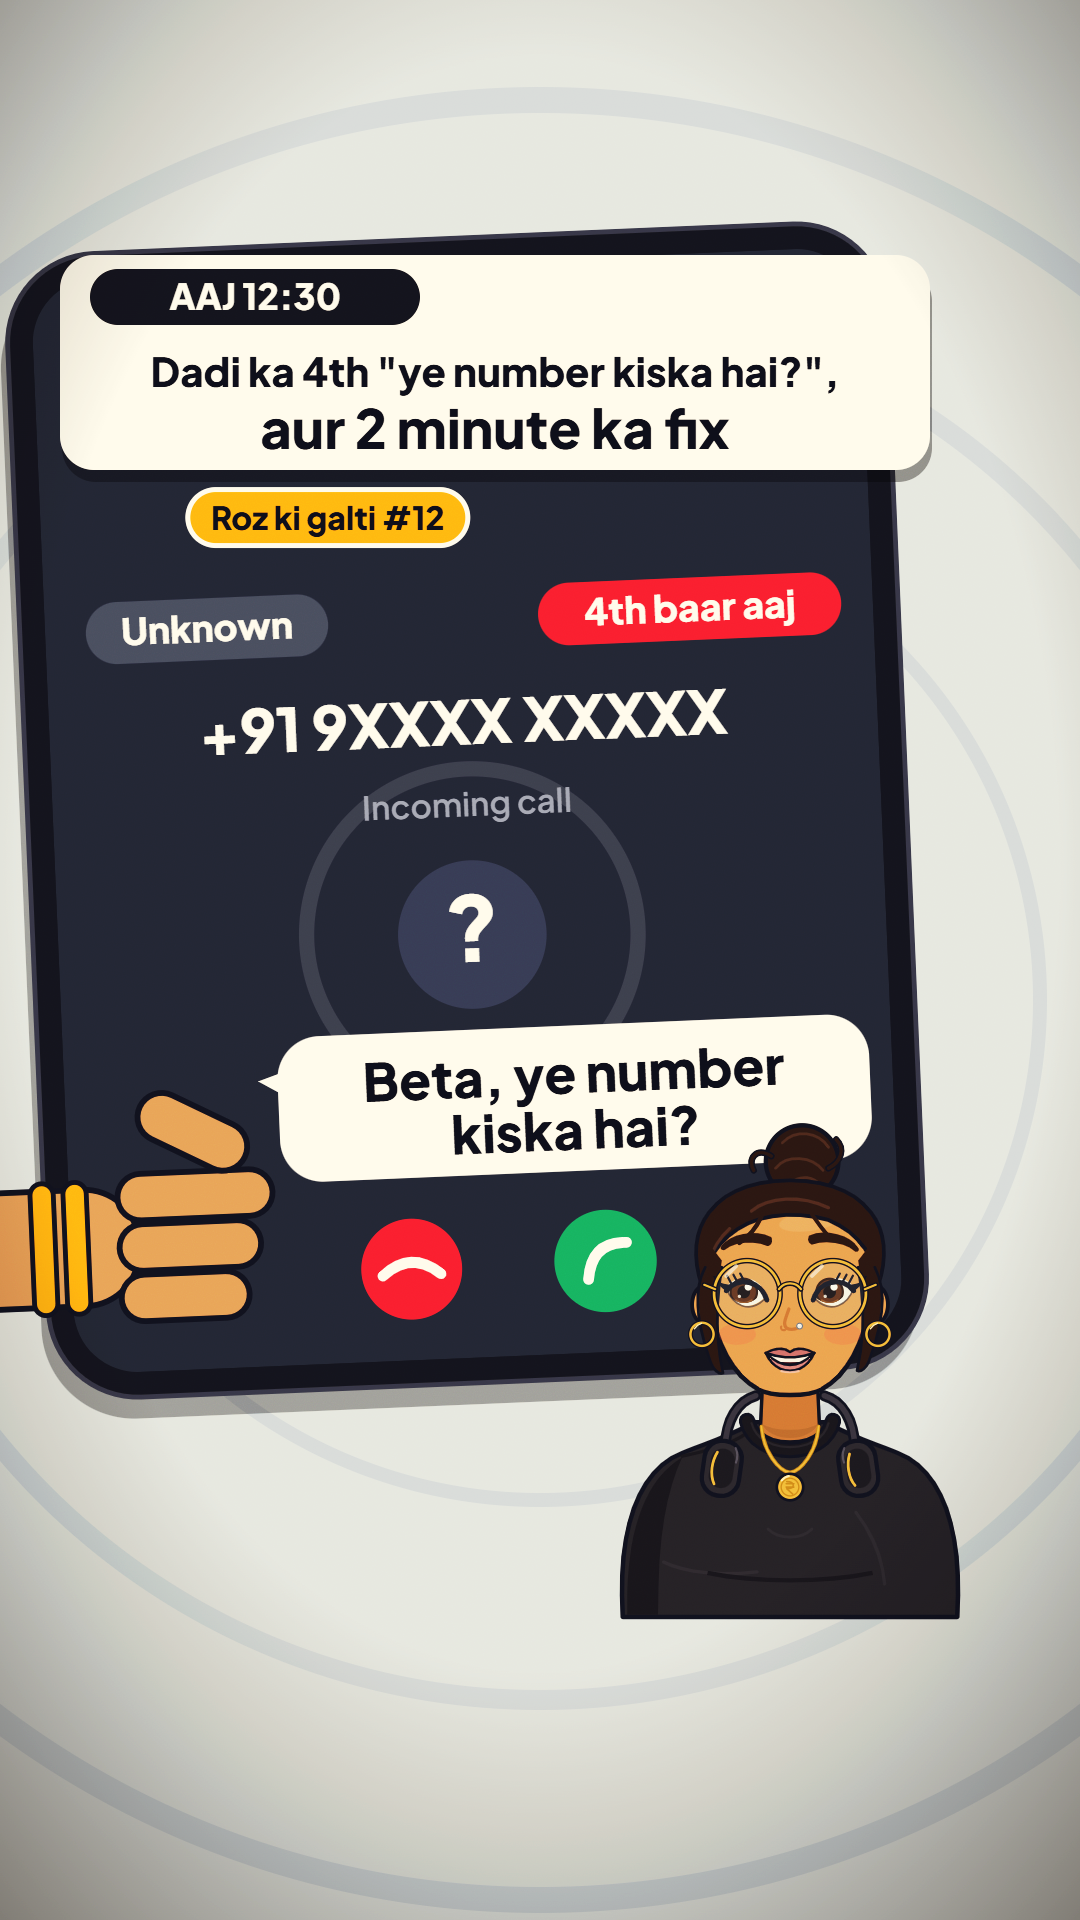 AAJ 12:30
Dadi ka 4th "ye number kiska hai?",
aur 2 minute ka fix
Roz ki galti #12
Unknown
4th baar aaj
+91 9XXXX XXXXX
Incoming call
?
Beta, ye number
kiska hai?
₹